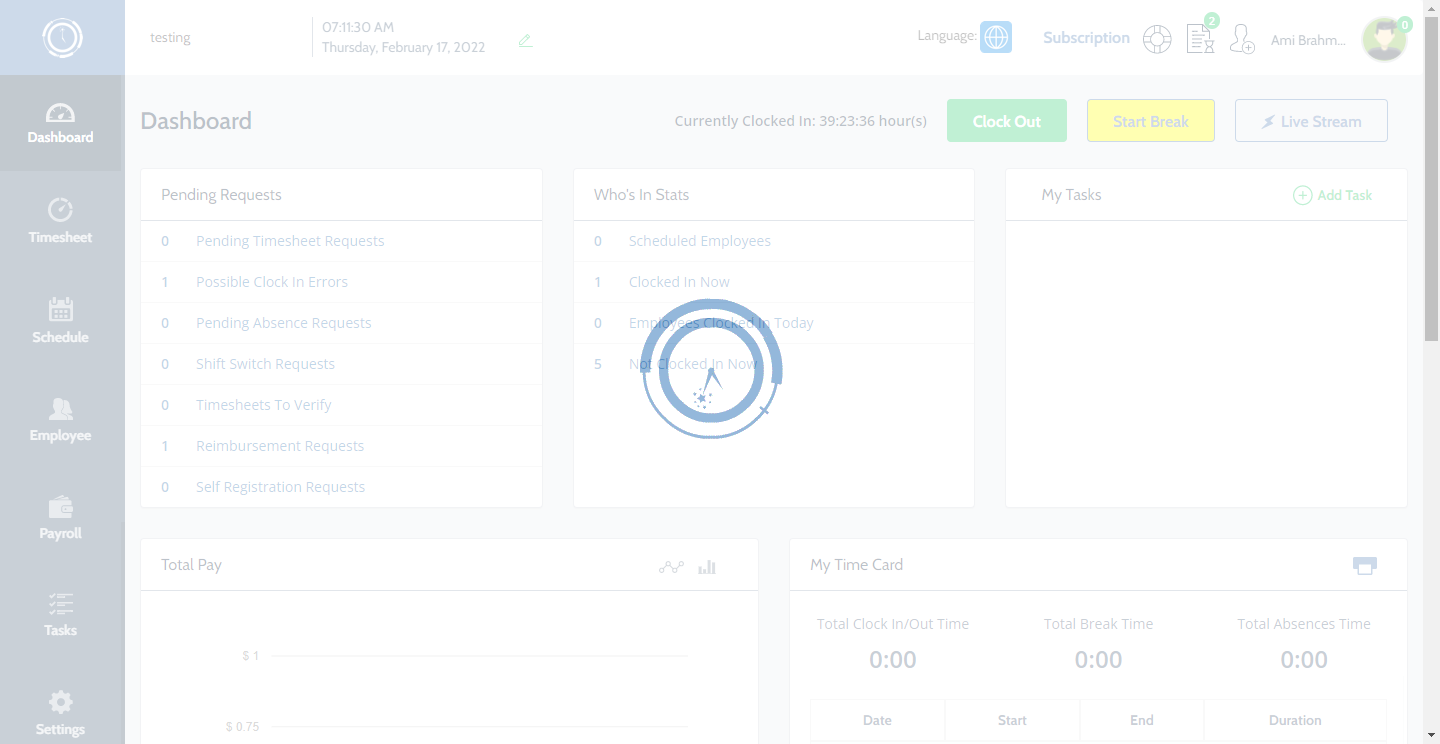 testing
07:11:30 AM
Thursday, February 17, 2022
Language:
Subscription
2
Ami Brahm...
0
Dashboard
Timesheet
Schedule
Employee
Payroll
Tasks
Settings
Dashboard
Currently Clocked In: 39:23:36 hour(s)
Clock Out
Start Break
Live Stream
Pending Requests
0 Pending Timesheet Requests
1 Possible Clock In Errors
0 Pending Absence Requests
0 Shift Switch Requests
0 Timesheets To Verify
1 Reimbursement Requests
0 Self Registration Requests
Who's In Stats
0 Scheduled Employees
1 Clocked In Now
0 Employees Clocked In Today
5 Not Clocked In Now
My Tasks
Add Task
Total Pay
$ 1
$ 0.75
My Time Card
Total Clock In/Out Time
0:00
Total Break Time
0:00
Total Absences Time
0:00
Date Start End Duration